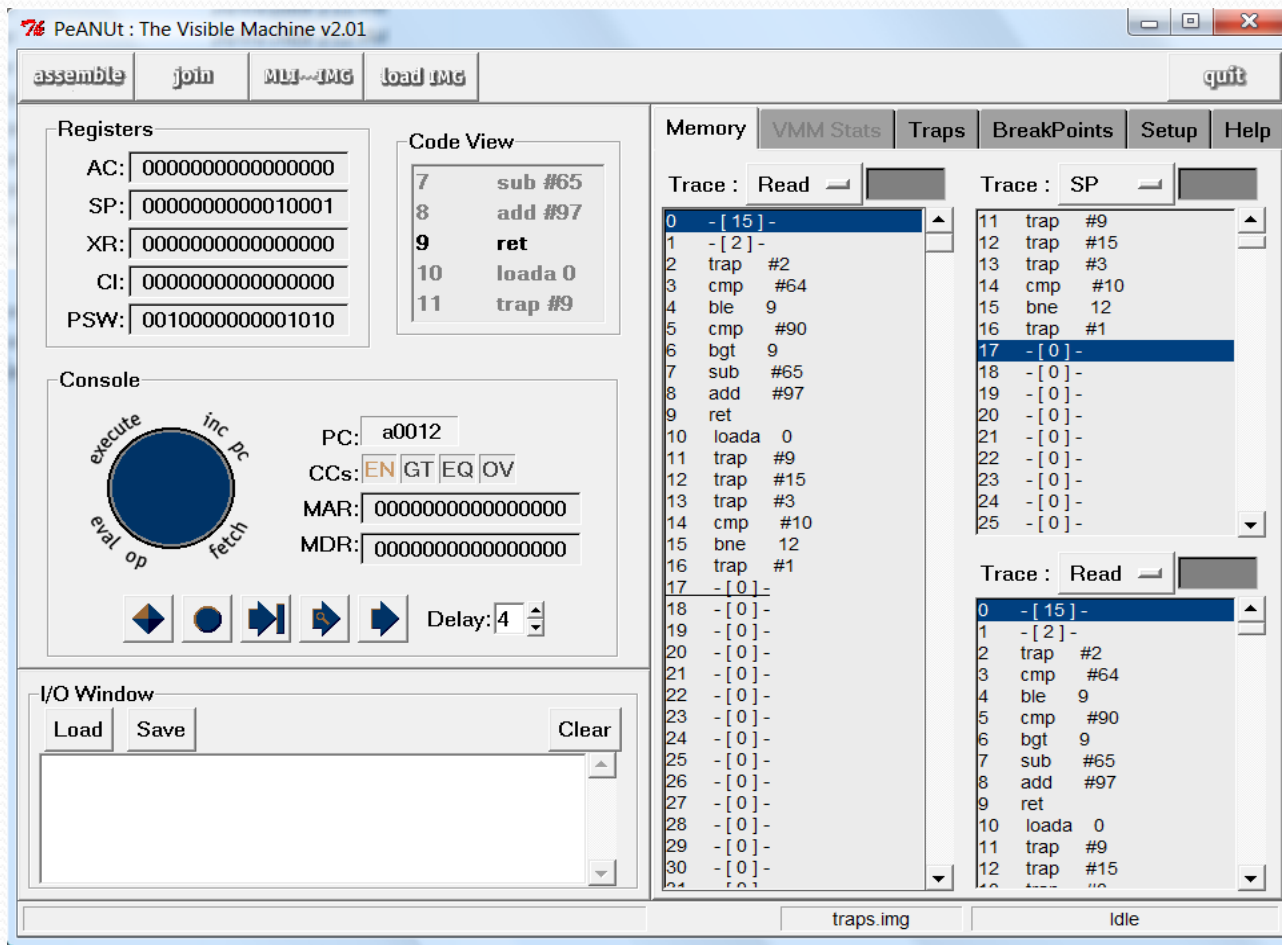 PeANUt : The Visible Machine v2.01
assemble join MLI~IMG load IMG quit
Registers
AC: 0000000000000000
SP: 0000000000010001
XR: 0000000000000000
CI: 0000000000000000
PSW: 0010000000001010
Code View
7 sub #65
8 add #97
9 ret
10 loada 0
11 trap #9
Console
execute
inc pc
eval op
fetch
PC: a0012
CCs: EN GT EQ OV
MAR: 0000000000000000
MDR: 0000000000000000
Delay: 4
I/O Window
Load Save Clear
Memory VMM Stats Traps BreakPoints Setup Help
Trace : Read
0 -[15]-
1 -[2]-
2 trap #2
3 cmp #64
4 ble 9
5 cmp #90
6 bgt 9
7 sub #65
8 add #97
9 ret
10 loada 0
11 trap #9
12 trap #15
13 trap #3
14 cmp #10
15 bne 12
16 trap #1
17 -[0]-
18 -[0]-
19 -[0]-
20 -[0]-
21 -[0]-
22 -[0]-
23 -[0]-
24 -[0]-
25 -[0]-
26 -[0]-
27 -[0]-
28 -[0]-
29 -[0]-
30 -[0]-
Trace : SP
11 trap #9
12 trap #15
13 trap #3
14 cmp #10
15 bne 12
16 trap #1
17 -[0]-
18 -[0]-
19 -[0]-
20 -[0]-
21 -[0]-
22 -[0]-
23 -[0]-
24 -[0]-
25 -[0]-
Trace : Read
0 -[15]-
1 -[2]-
2 trap #2
3 cmp #64
4 ble 9
5 cmp #90
6 bgt 9
7 sub #65
8 add #97
9 ret
10 loada 0
11 trap #9
12 trap #15
traps.img Idle